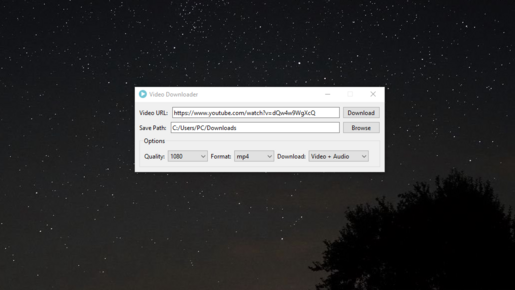 Video Downloader
Video URL: https://www.youtube.com/watch?v=dQw4w9WgXcQ Download
Save Path: C:/Users/PC/Downloads Browse
Options
Quality: 1080 Format: mp4 Download: Video + Audio